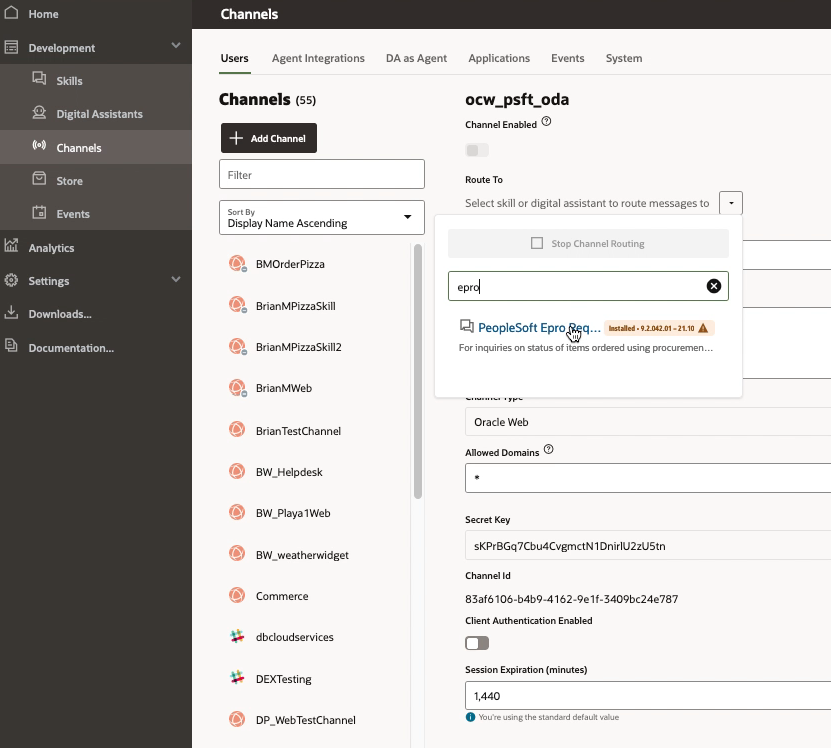 Home
Development
Skills
Digital Assistants
Channels
Store
Events
Analytics
Settings
Downloads...
Documentation...
Channels
Users Agent Integrations DA as Agent Applications Events System
Channels (55)
Add Channel
Filter
Sort By
Display Name Ascending
BMOrderPizza
BrianMPizzaSkill
BrianMPizzaSkill2
BrianMWeb
BrianTestChannel
BW_Helpdesk
BW_Playa1Web
BW_weatherwidget
Commerce
dbcloudservices
DEXTesting
DP_WebTestChannel
ocw_psft_oda
Channel Enabled
Route To
Select skill or digital assistant to route messages to
Stop Channel Routing
epro
PeopleSoft Epro Req... Installed • 9.2.042.01 – 21.10
For inquiries on status of items ordered using procuremen...
Channel Type
Oracle Web
Allowed Domains
*
Secret Key
sKPrBGq7Cbu4CvgmctN1DnirlU2zU5tn
Channel Id
83af6106-b4b9-4162-9e1f-3409bc24e787
Client Authentication Enabled
Session Expiration (minutes)
1,440
You're using the standard default value